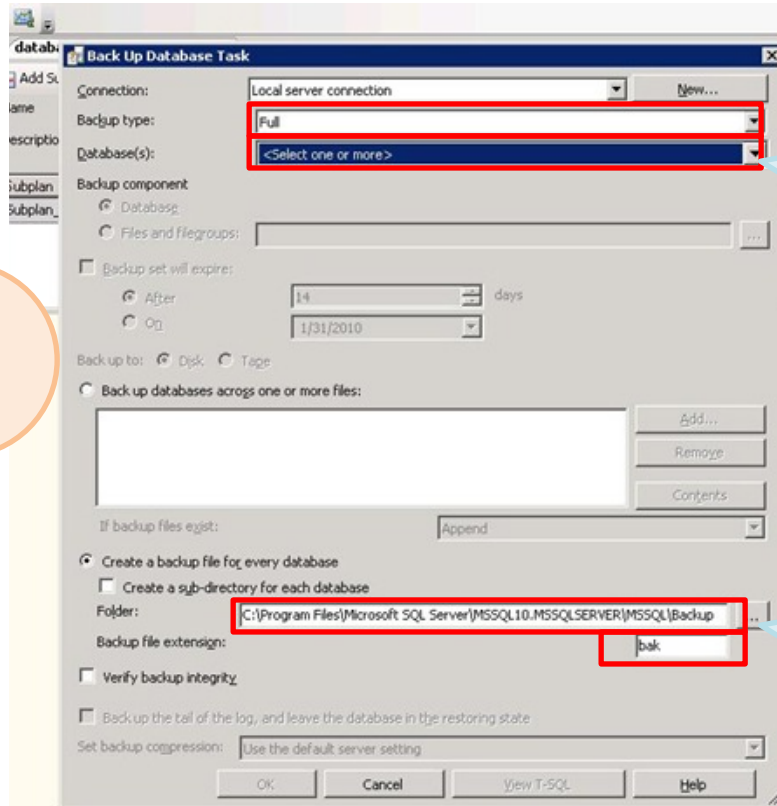 databa
Back Up Database Task
Add Su
Connection: Local server connection New...
ame
Backup type: Full
escriptio
Database(s): <Select one or more>
Subplan
Backup component
Subplan_
Database
Files and filegroups: ...
Backup set will expire:
After 14 days
On 1/31/2010
Back up to: Disk Tape
Back up databases across one or more files:
Add...
Remove
Contents
If backup files exist: Append
Create a backup file for every database
Create a sub-directory for each database
Folder: C:\Program Files\Microsoft SQL Server\MSSQL10.MSSQLSERVER\MSSQL\Backup ..
Backup file extension: bak
Verify backup integrity
Back up the tail of the log, and leave the database in the restoring state
Set backup compression: Use the default server setting
OK Cancel View T-SQL Help